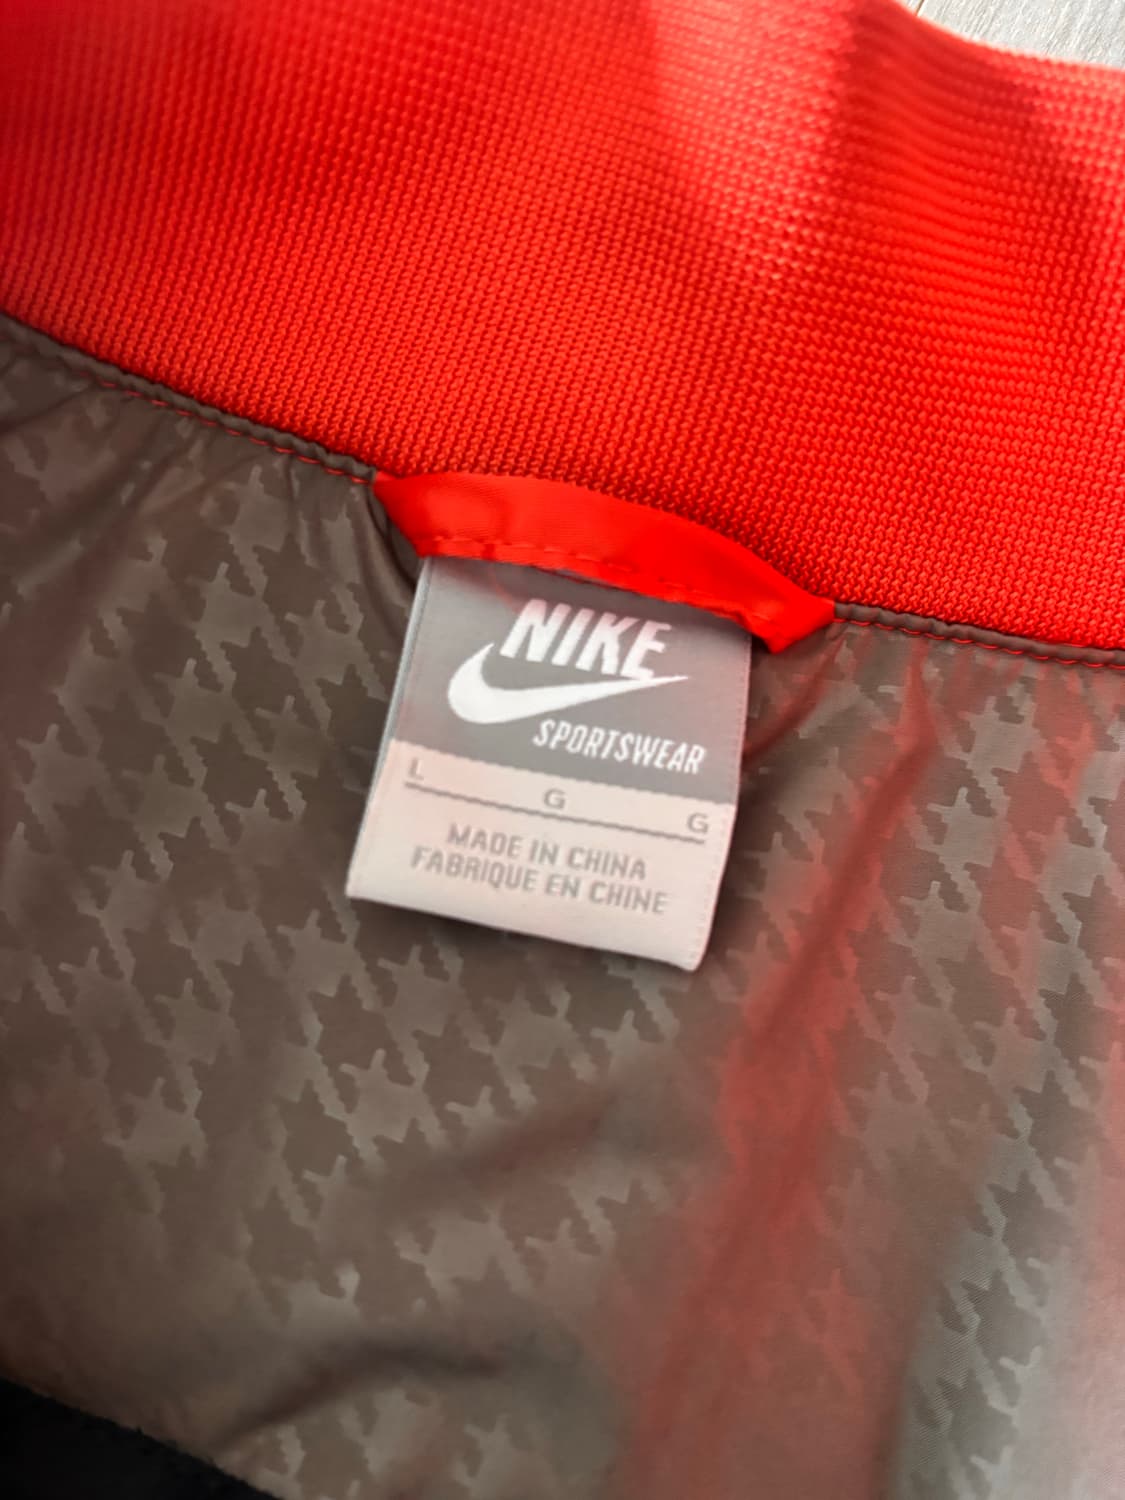 NIKE
SPORTSWEAR
L G G
MADE IN CHINA
FABRIQUE EN CHINE